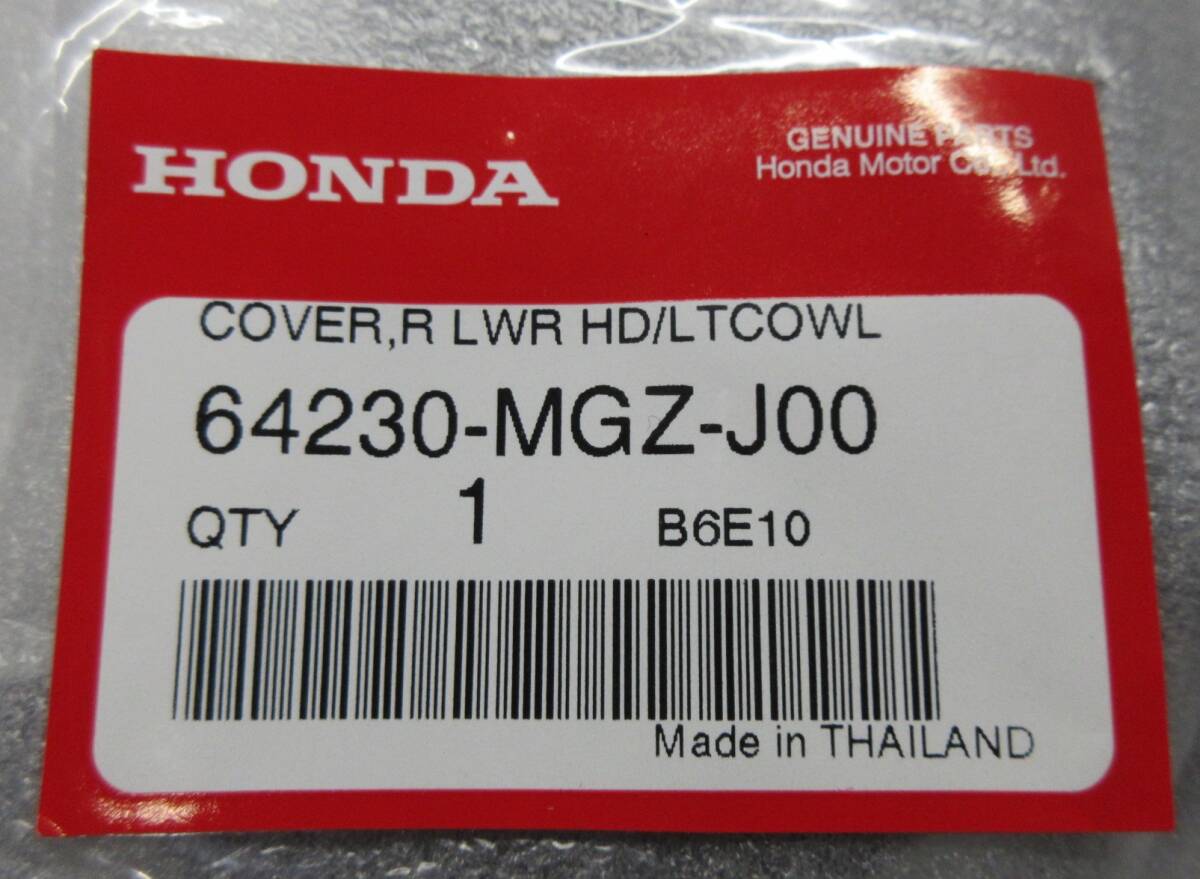 HONDA
GENUINE PARTS
Honda Motor Co., Ltd.
COVER,R LWR HD/LTCOWL
64230-MGZ-J00
QTY 1 B6E10
Made in THAILAND